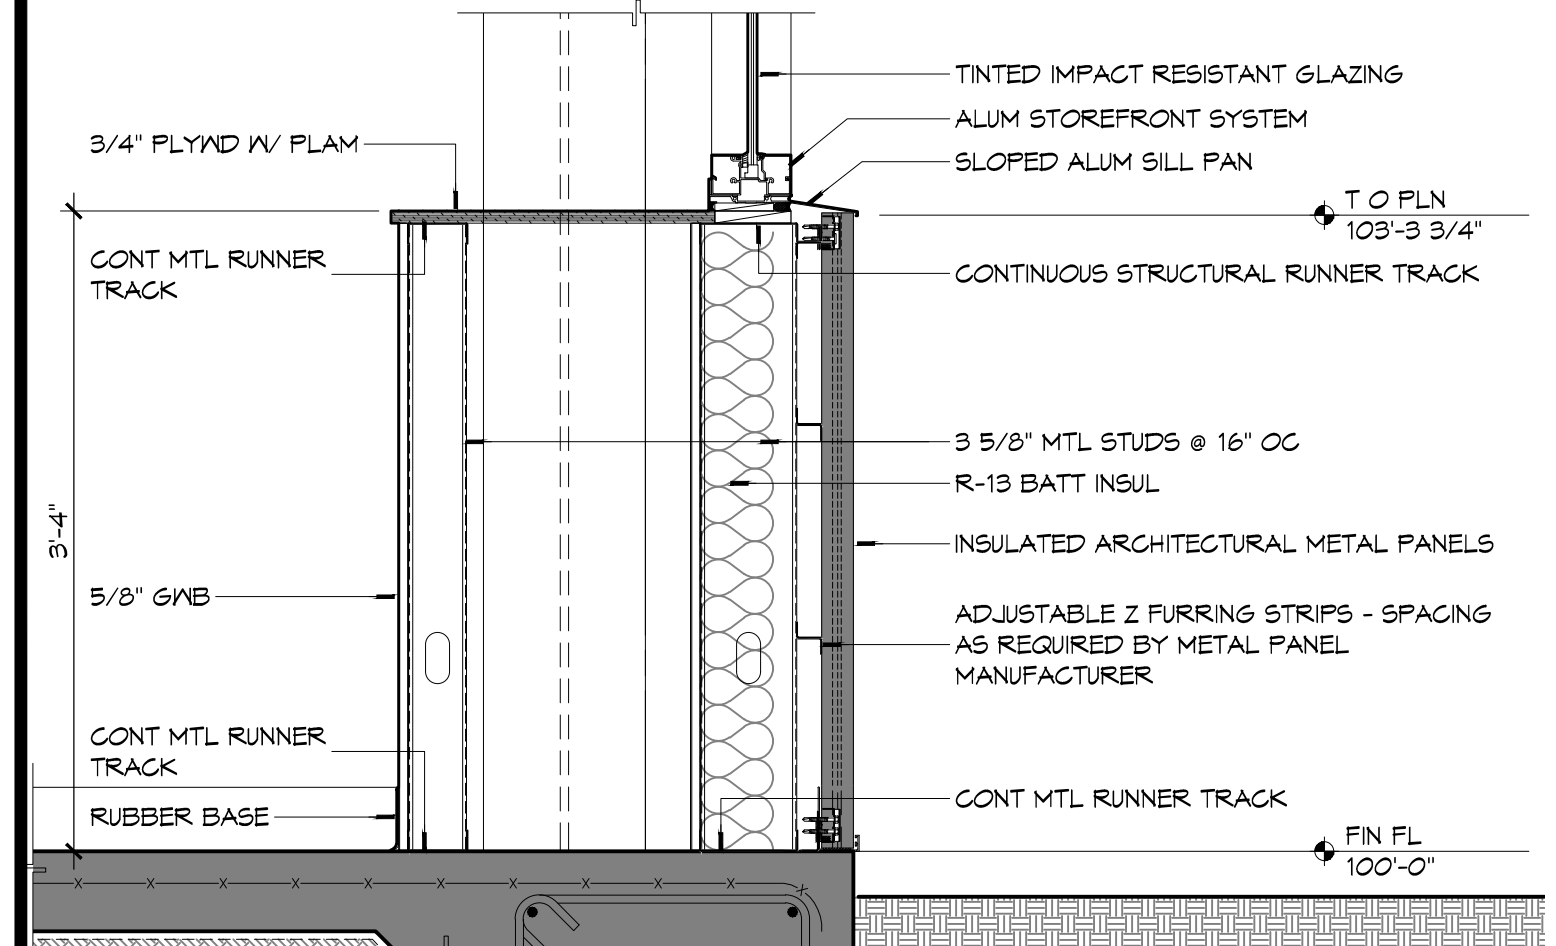 TINTED IMPACT RESISTANT GLAZING
ALUM STOREFRONT SYSTEM
3/4" PLYWD W/ PLAM
SLOPED ALUM SILL PAN
T O PLN
103'-3 3/4"
CONT MTL RUNNER
TRACK
CONTINUOUS STRUCTURAL RUNNER TRACK
3 5/8" MTL STUDS @ 16" OC
R-13 BATT INSUL
3'-4"
INSULATED ARCHITECTURAL METAL PANELS
5/8" GWB
ADJUSTABLE Z FURRING STRIPS - SPACING
AS REQUIRED BY METAL PANEL
MANUFACTURER
CONT MTL RUNNER
TRACK
CONT MTL RUNNER TRACK
RUBBER BASE
FIN FL
100'-0"